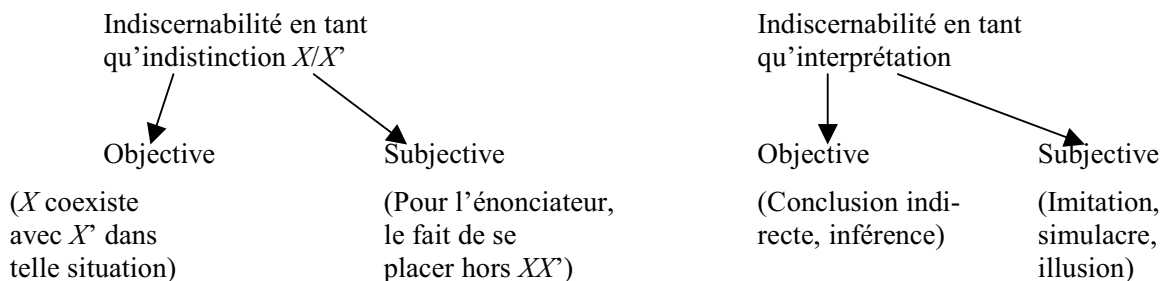 Indiscernabilité en tant
qu’indistinction X/X’
Objective
(X coexiste
avec X’ dans
telle situation)
Subjective
(Pour l’énonciateur,
le fait de se
placer hors XX’)
Indiscernabilité en tant
qu’interprétation
Objective
(Conclusion indi-
recte, inférence)
Subjective
(Imitation,
simulacre,
illusion)